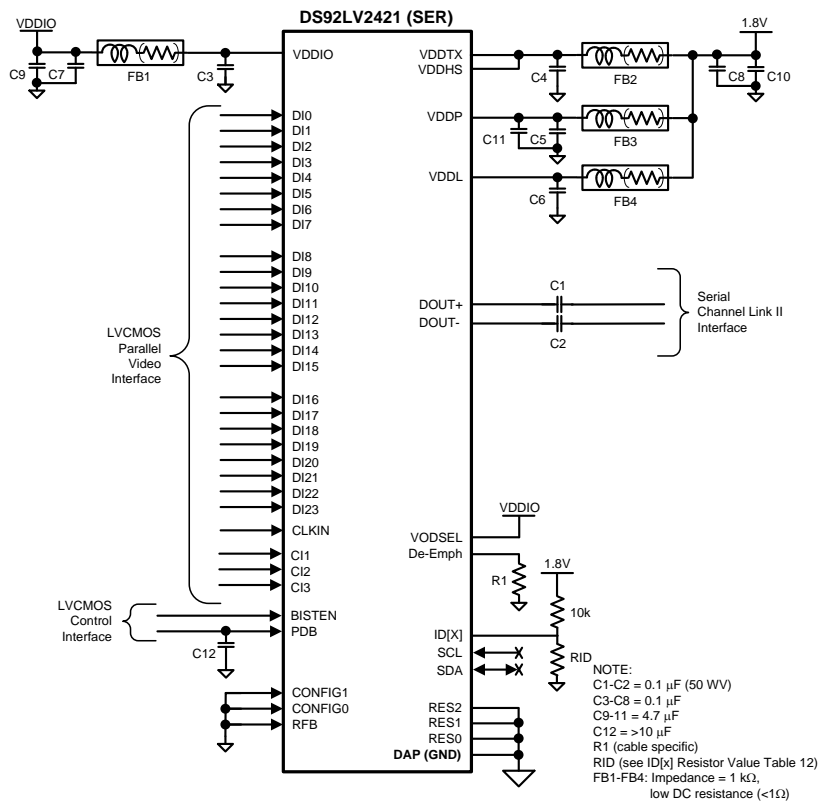 DS92LV2421 (SER)
VDDIO
1.8V
VDDIO
VDDTX
VDDHS
C9
C7
FB1
C3
C4
FB2
C8
C10
VDDP
C11
C5
FB3
VDDL
C6
FB4
DI0
DI1
DI2
DI3
DI4
DI5
DI6
DI7
DI8
DI9
DI10
DI11
DI12
DI13
DI14
DI15
DI16
DI17
DI18
DI19
DI20
DI21
DI22
DI23
CLKIN
CI1
CI2
CI3
LVCMOS
Parallel
Video
Interface
C1
DOUT+
DOUT-
C2
Serial
Channel Link II
Interface
VDDIO
VODSEL
De-Emph
R1
1.8V
10k
LVCMOS
Control
Interface
BISTEN
PDB
C12
ID[X]
SCL
SDA
RID
CONFIG1
CONFIG0
RFB
RES2
RES1
RES0
DAP (GND)
NOTE:
C1-C2 = 0.1 µF (50 WV)
C3-C8 = 0.1 µF
C9-11 = 4.7 µF
C12 = >10 µF
R1 (cable specific)
RID (see ID[x] Resistor Value Table 12)
FB1-FB4: Impedance = 1 kΩ,
low DC resistance (<1Ω)